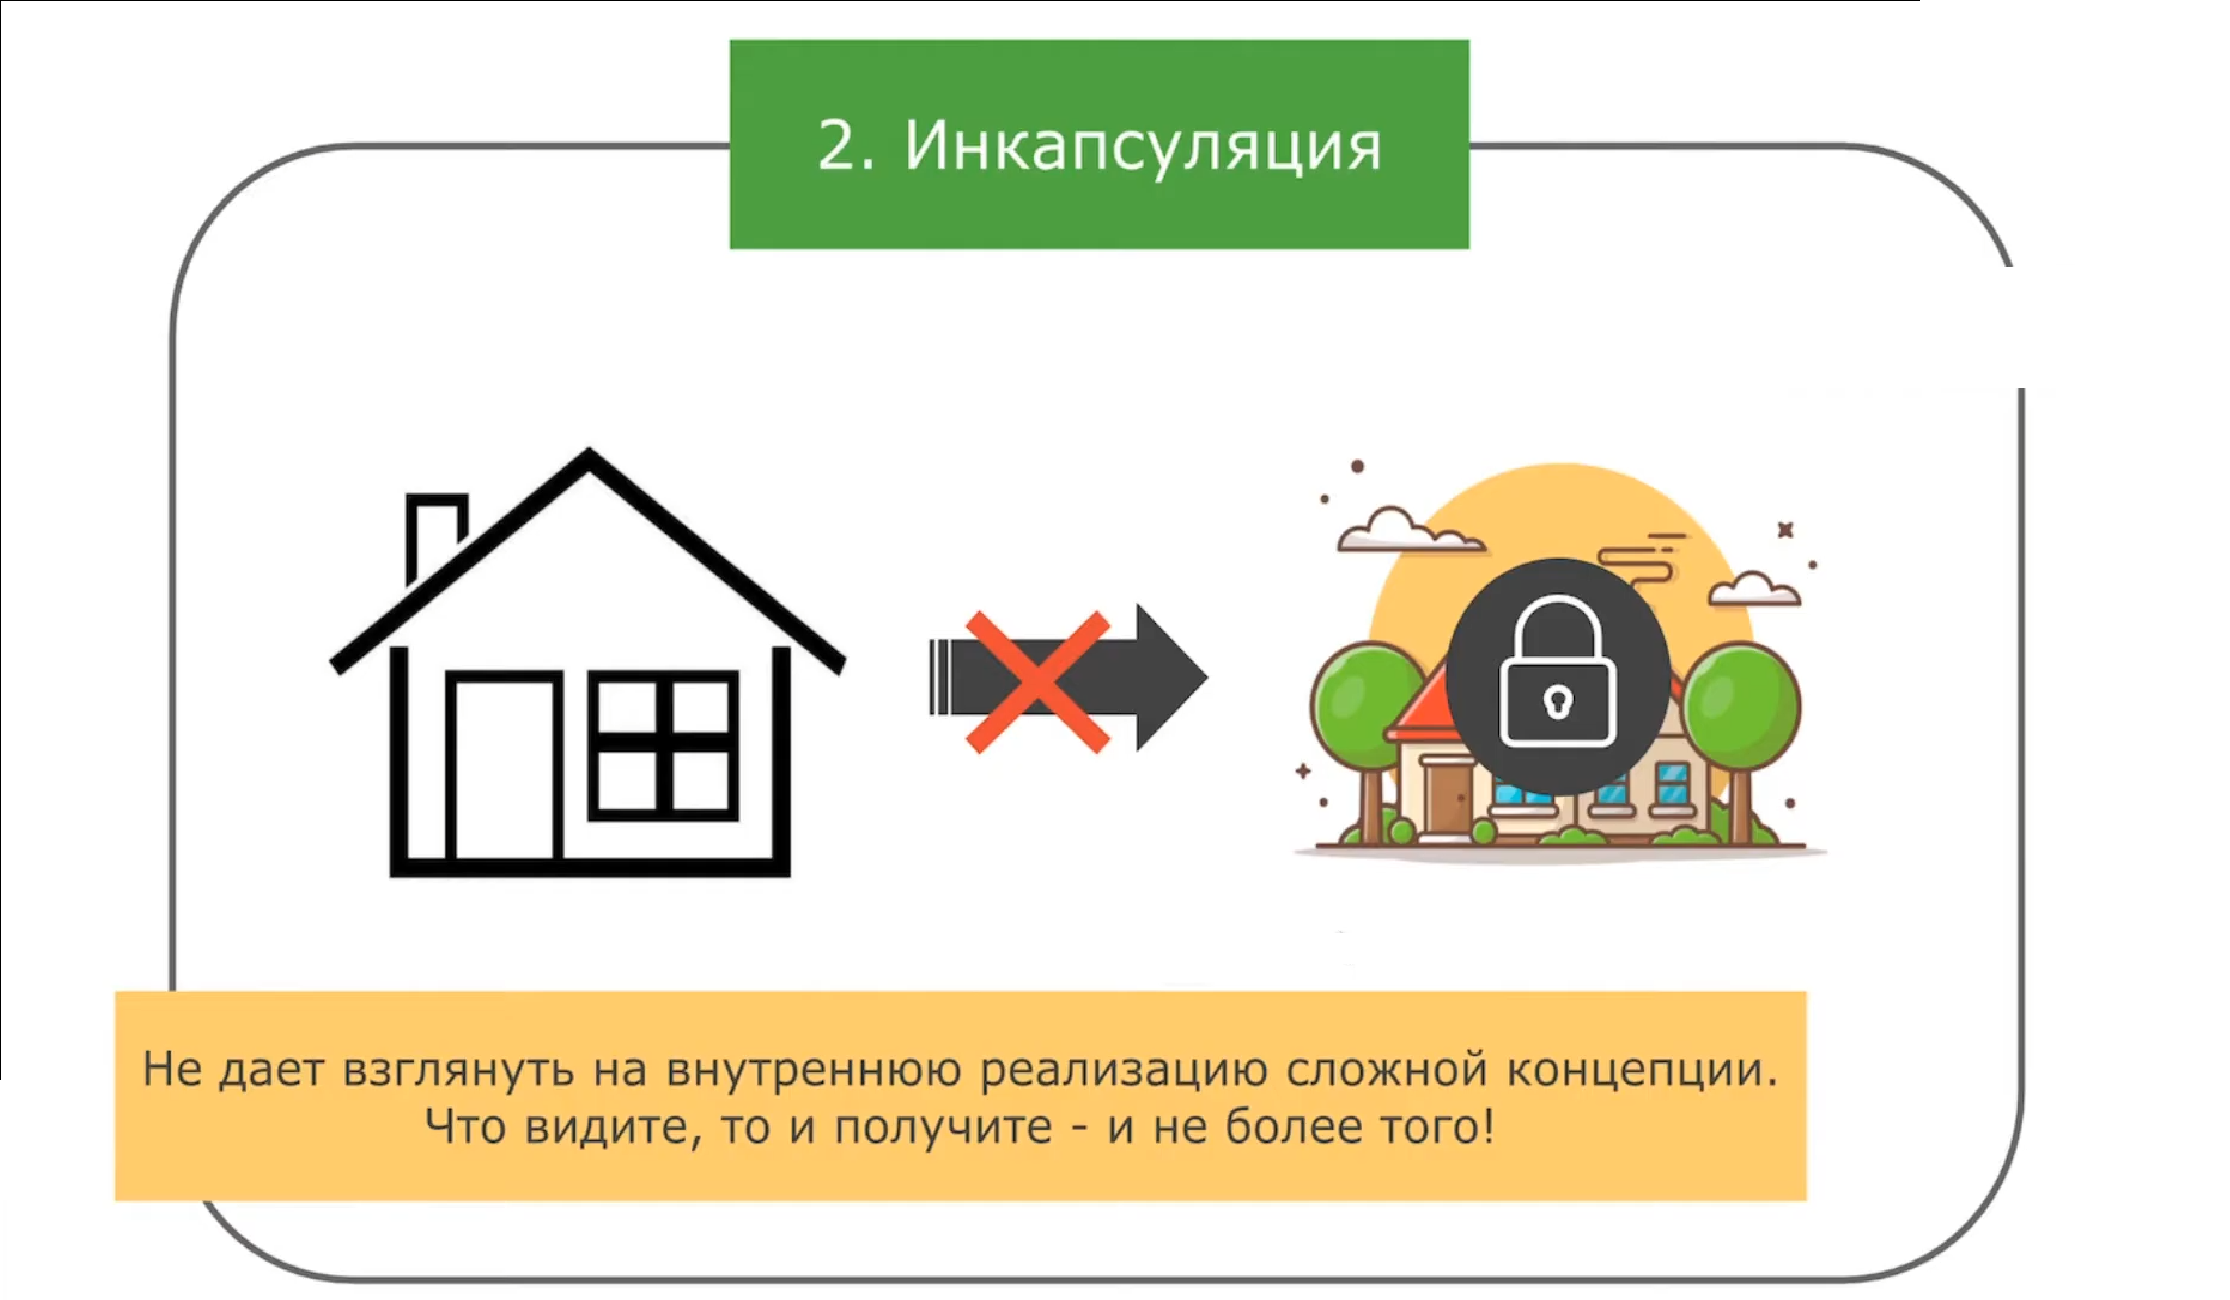 2. Инкапсуляция
Не дает взглянуть на внутреннюю реализацию сложной концепции.
Что видите, то и получите - и не более того!